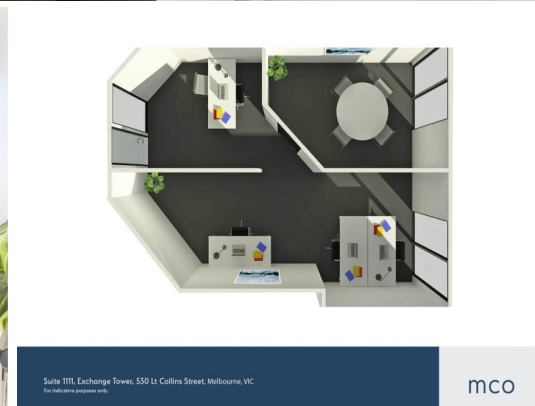 Suite 1111, Exchange Tower, 530 Lt Collins Street, Melbourne, VIC
For indicative purposes only.
mco